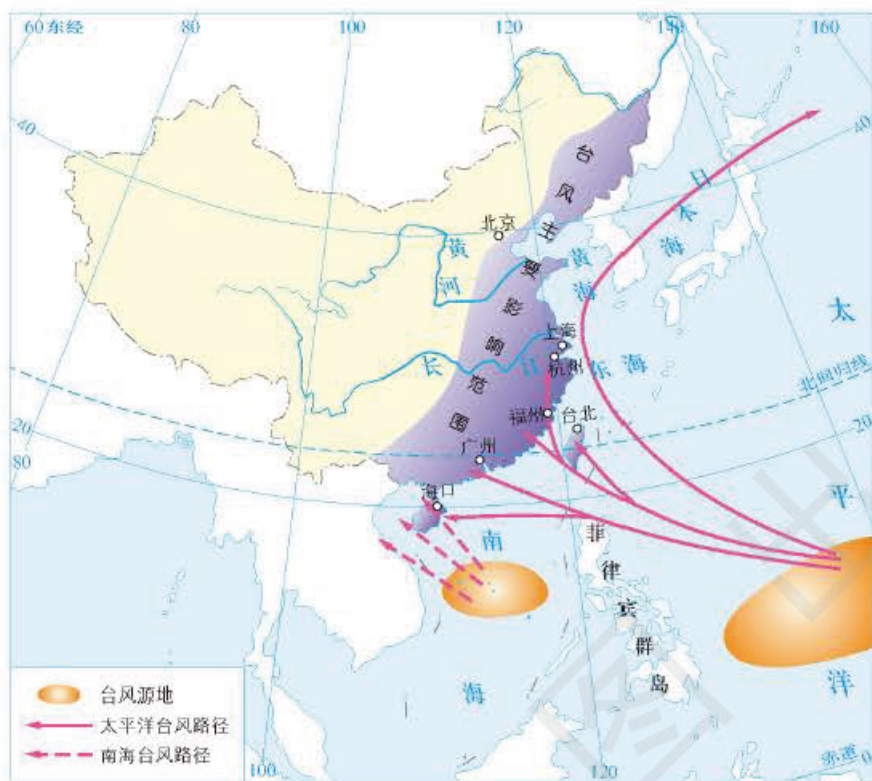 60 东经
80
100
120
140
160
40
40
台风主要影响范围
北京
黄河
黄海
日本海
太平洋
上海
长江
杭州
东海
北回归线
福州
台北
20
20
广州
80
海口
南海
菲律宾群岛
台风源地
太平洋台风路径
南海台风路径
100
120
赤道 0